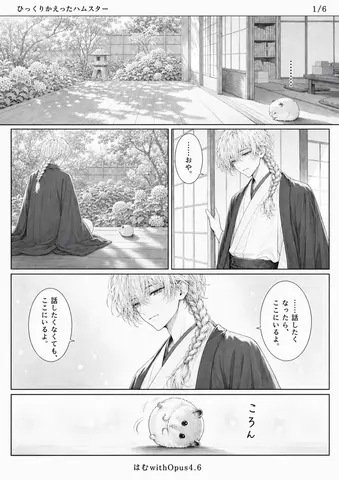 ひっくりかえったハムスター
1/6
………
……おや。
……話したく
なったら、
ここにいるよ。
話したくなくても、
ここにいるよ。
ころん
はむwithOpus4.6